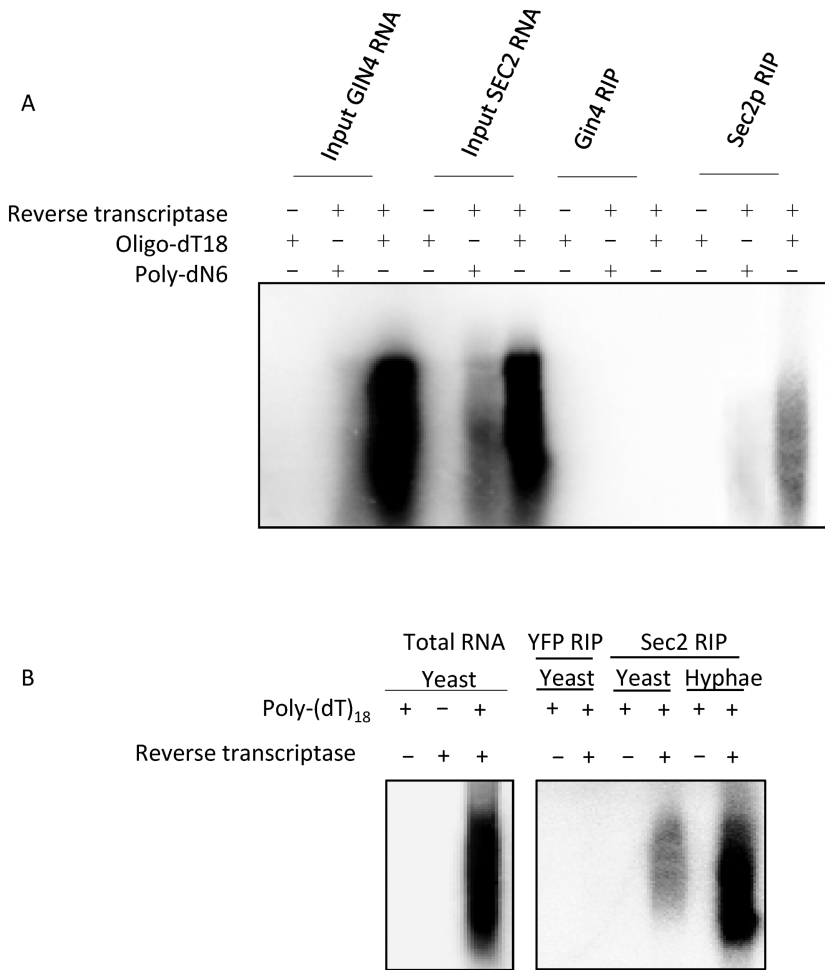 A
Input GIN4 RNA
Input SEC2 RNA
Gin4 RIP
Sec2p RIP
Reverse transcriptase − + + − + + − + + − + +
Oligo-dT18 + − + + − + + − + + − +
Poly-dN6 − + − − + − − + − − + −
B
Total RNA YFP RIP Sec2 RIP
Yeast Yeast Yeast Hyphae
Poly-(dT)18 + − + + + + + + +
Reverse transcriptase − + + − + − + − +